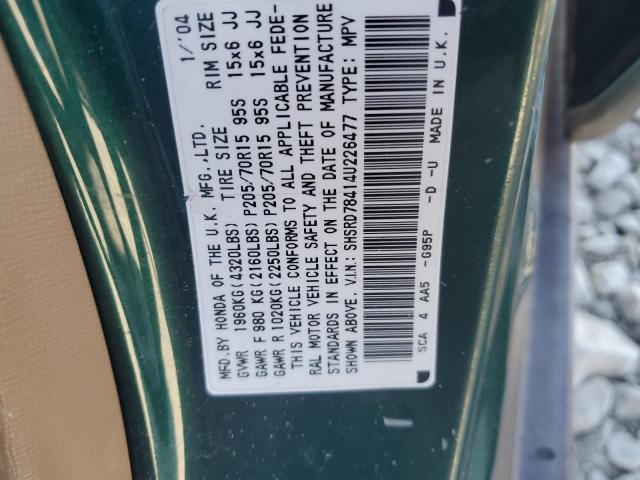 MFD.BY HONDA OF THE U.K. MFG.,LTD. 1/'04
GVWR 1960KG(4320LBS) TIRE SIZE RIM SIZE
GAWR F 980 KG(2160LBS) P205/70R15 95S 15x6 JJ
GAWR R 1020KG(2250LBS) P205/70R15 95S 15x6 JJ
THIS VEHICLE CONFORMS TO ALL APPLICABLE FEDE-
RAL MOTOR VEHICLE SAFETY AND THEFT PREVENTION
STANDARDS IN EFFECT ON THE DATE OF MANUFACTURE
SHOWN ABOVE. V.I.N.: SHSRD78414U226477 TYPE: MPV
SCA 4 AA5 -G95P -D -U MADE IN U.K.